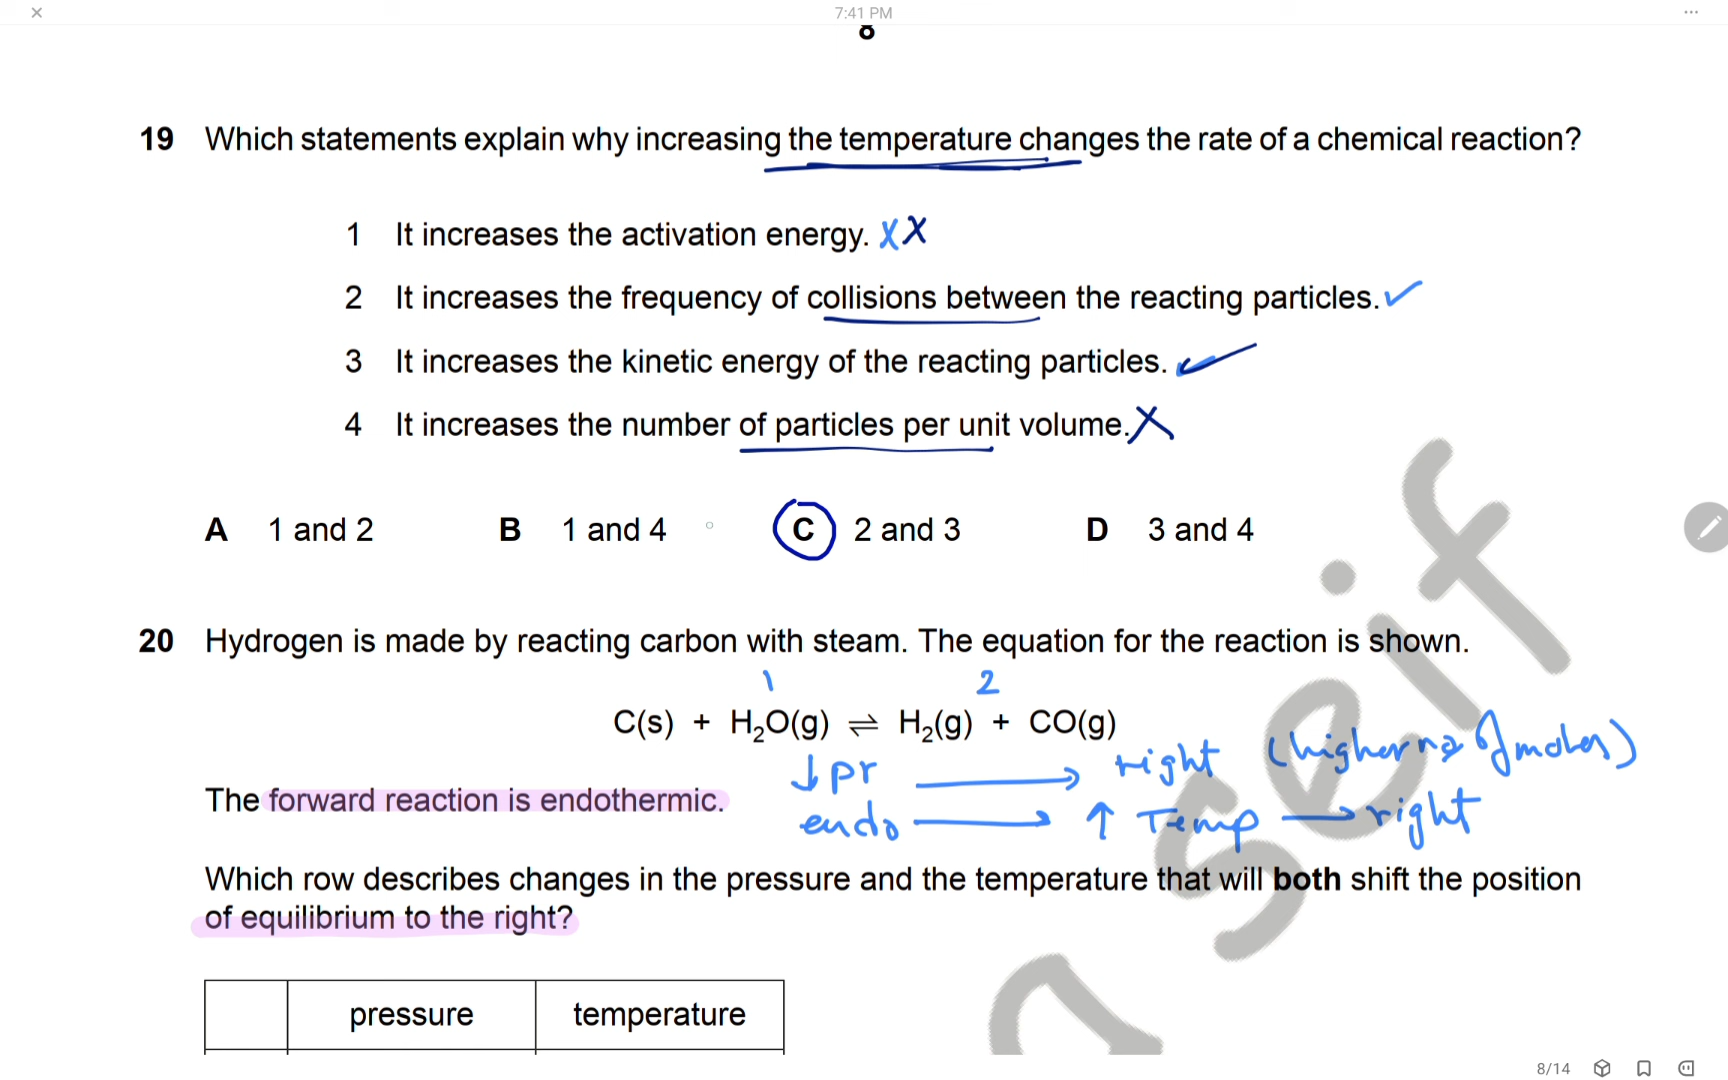 7:41 PM
8
19 Which statements explain why increasing the temperature changes the rate of a chemical reaction?
1 It increases the activation energy. X X
2 It increases the frequency of collisions between the reacting particles. ✓
3 It increases the kinetic energy of the reacting particles. ✓
4 It increases the number of particles per unit volume. X
A 1 and 2 B 1 and 4 C 2 and 3 D 3 and 4
20 Hydrogen is made by reacting carbon with steam. The equation for the reaction is shown.
1 2
C(s) + H₂O(g) ⇌ H₂(g) + CO(g)
↓ pr → right (higher no of moles)
The forward reaction is endothermic.
endo → ↑ Temp → right
Which row describes changes in the pressure and the temperature that will both shift the position
of equilibrium to the right?
pressure temperature
seif
8/14